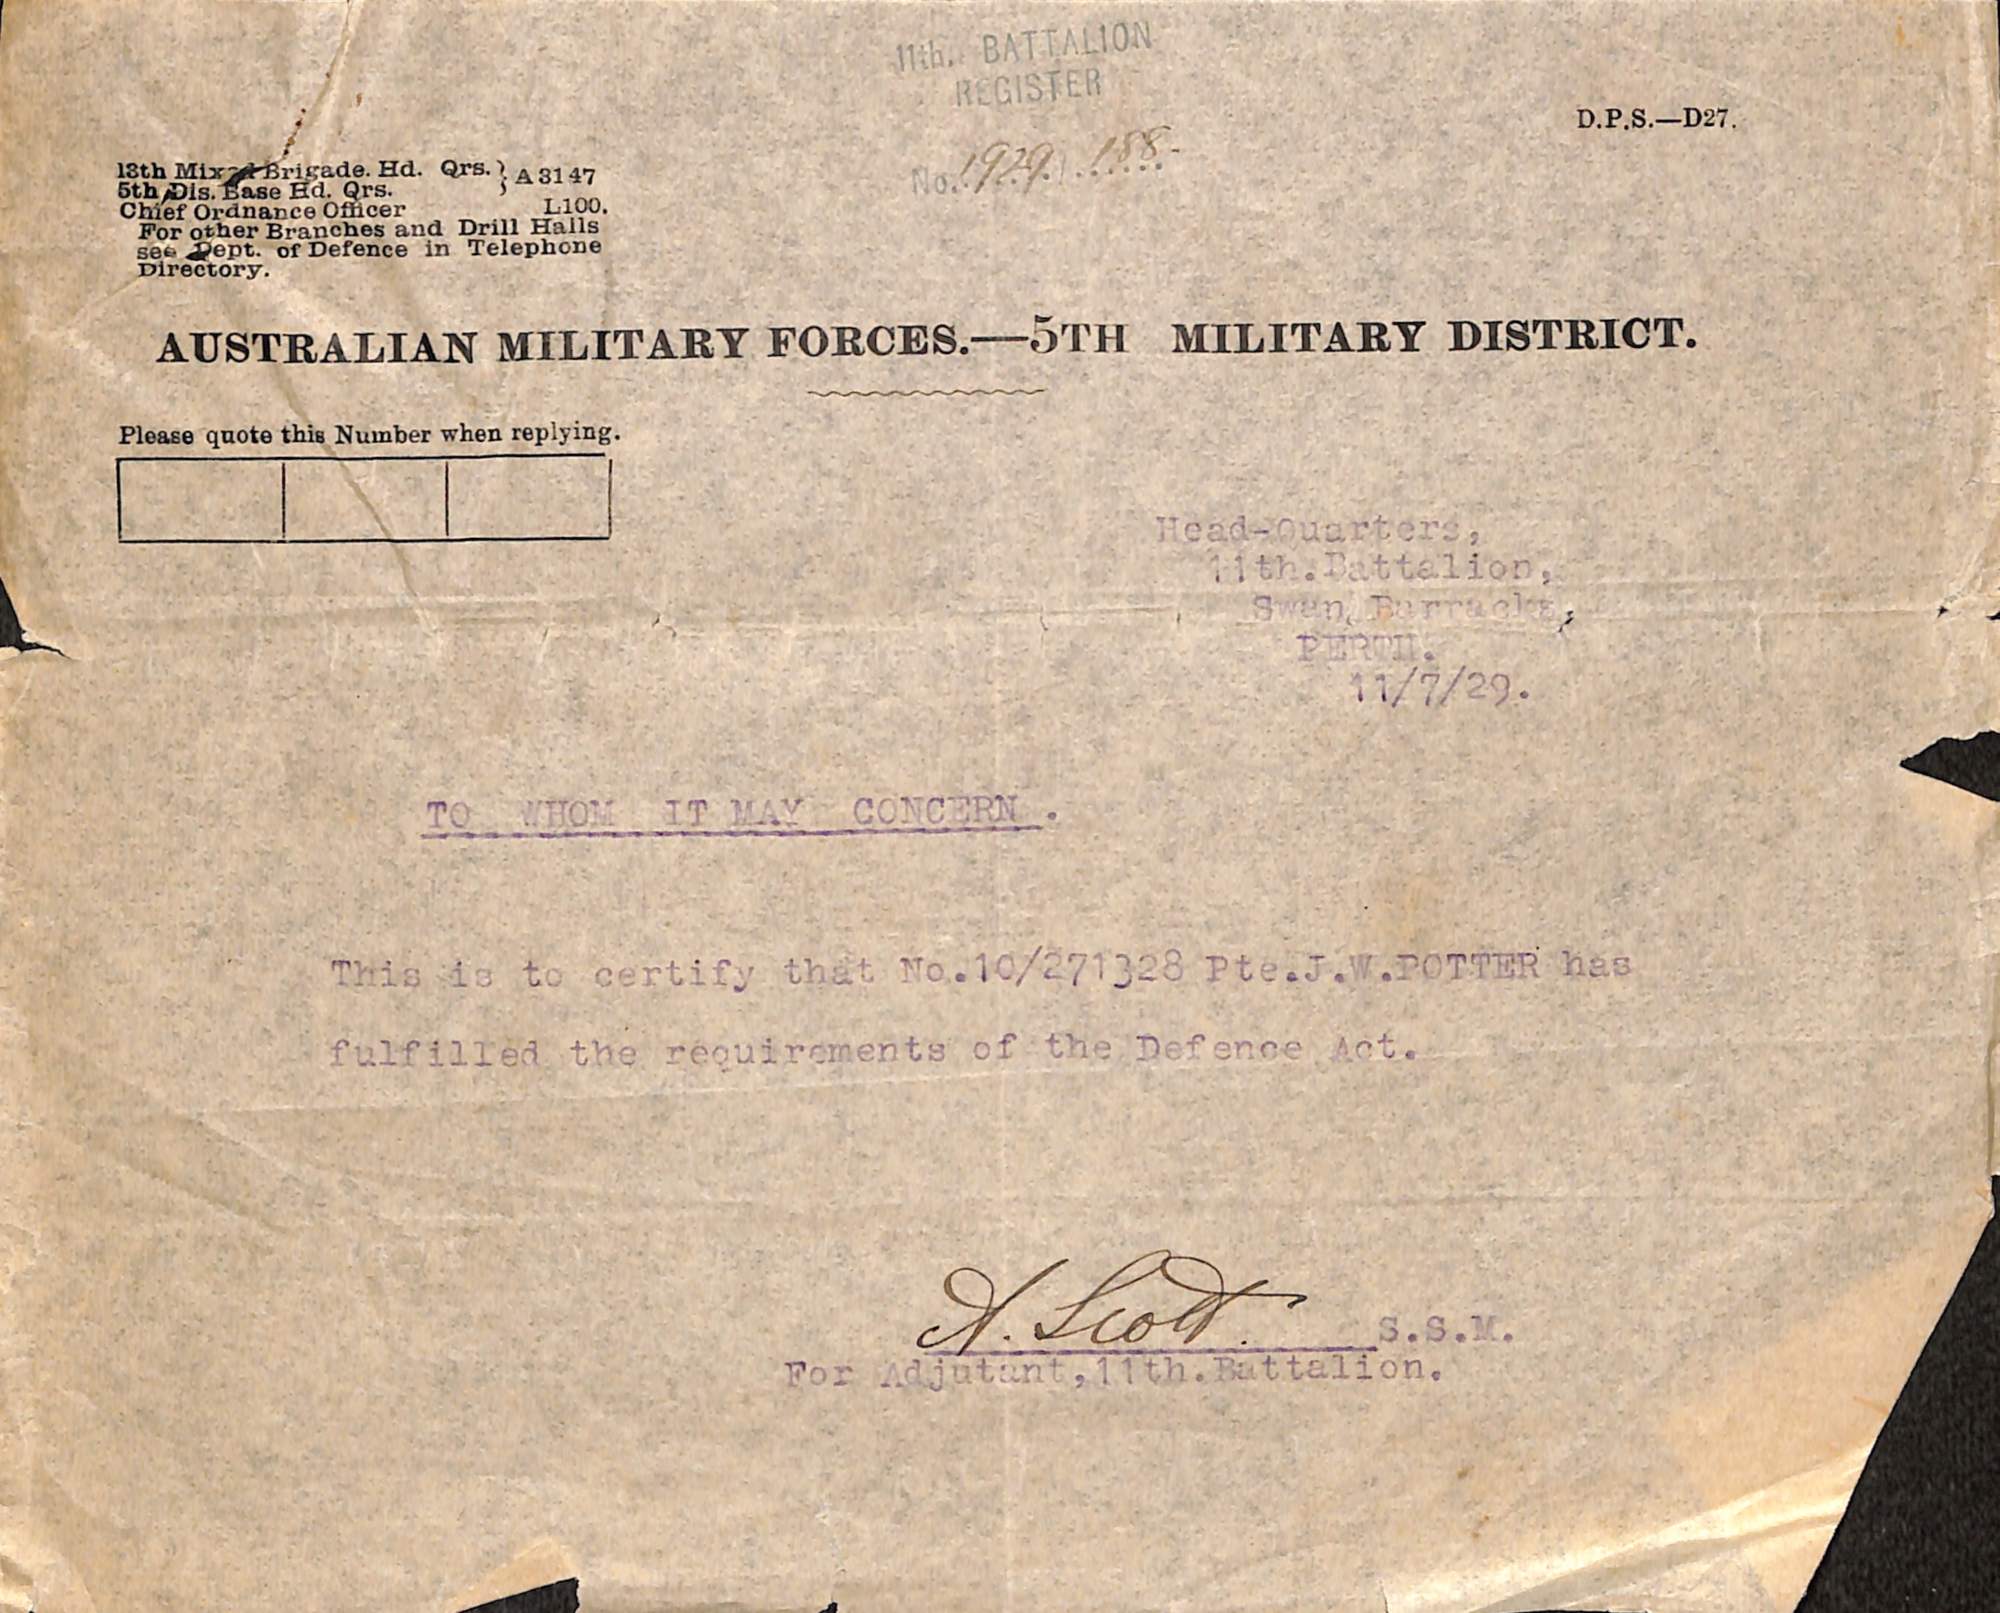 11th. BATTALION
REGISTER
D.P.S.—D27.
No. 1929 / 188.-
13th Mixed Brigade. Hd. Qrs. } A 3147
5th Dis. Base Hd. Qrs.
Chief Ordnance Officer L100.
For other Branches and Drill Halls
see Dept. of Defence in Telephone
Directory.
AUSTRALIAN MILITARY FORCES.—5TH MILITARY DISTRICT.
Please quote this Number when replying.
Head-Quarters,
11th.Battalion,
Swan Barracks,
PERTH.
11/7/29.
TO WHOM IT MAY CONCERN.
This is to certify that No.10/271328 Pte.J.W.POTTER has
fulfilled the requirements of the Defence Act.
A. Scott. S.S.M.
For Adjutant,11th.Battalion.